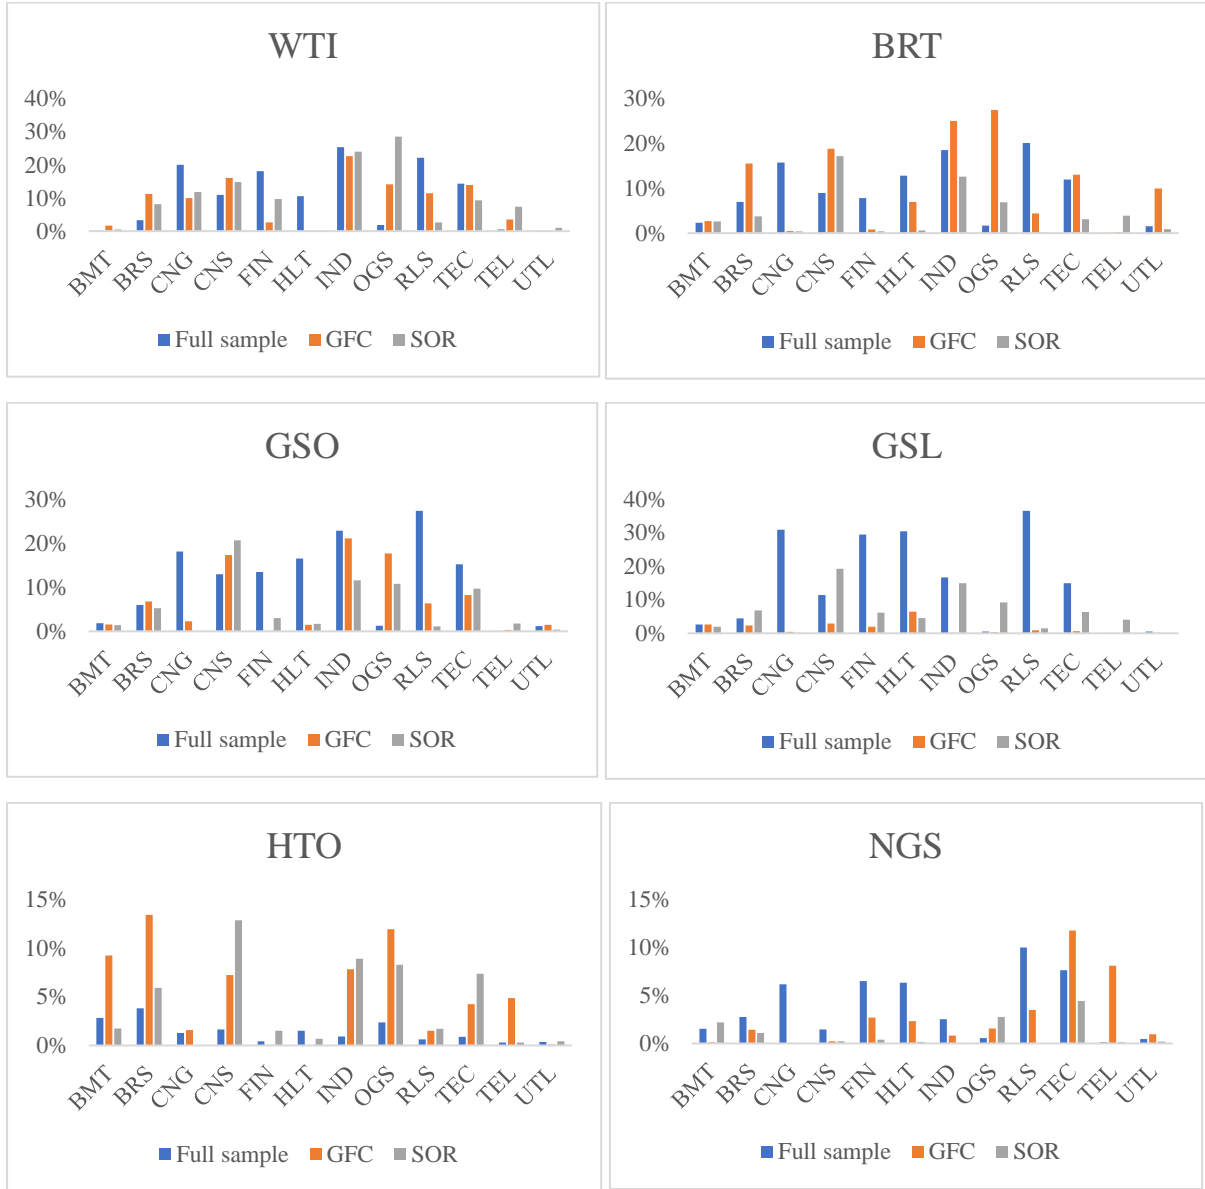 WTI
40%
30%
20%
10%
0%
BMT BRS CNG CNS FIN HLT IND OGS RLS TEC TEL UTL
Full sample GFC SOR
BRT
30%
20%
10%
0%
BMT BRS CNG CNS FIN HLT IND OGS RLS TEC TEL UTL
Full sample GFC SOR
GSO
30%
20%
10%
0%
BMT BRS CNG CNS FIN HLT IND OGS RLS TEC TEL UTL
Full sample GFC SOR
GSL
40%
30%
20%
10%
0%
BMT BRS CNG CNS FIN HLT IND OGS RLS TEC TEL UTL
Full sample GFC SOR
HTO
15%
10%
5%
0%
BMT BRS CNG CNS FIN HLT IND OGS RLS TEC TEL UTL
Full sample GFC SOR
NGS
15%
10%
5%
0%
BMT BRS CNG CNS FIN HLT IND OGS RLS TEC TEL UTL
Full sample GFC SOR